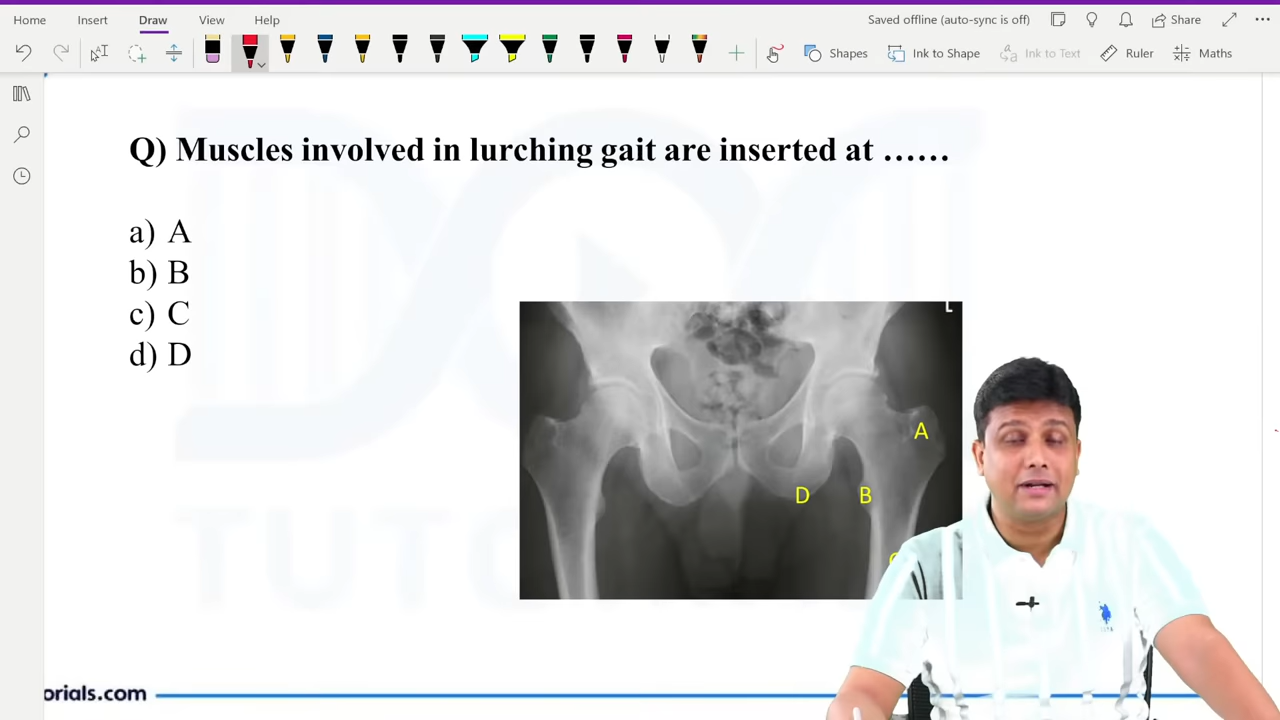 Home Insert Draw View Help
Saved offline (auto-sync is off) Share
Shapes Ink to Shape Ink to Text Ruler Maths
Q) Muscles involved in lurching gait are inserted at ......
a) A
b) B
c) C
d) D
L
A
D B
TUTO
orials.com